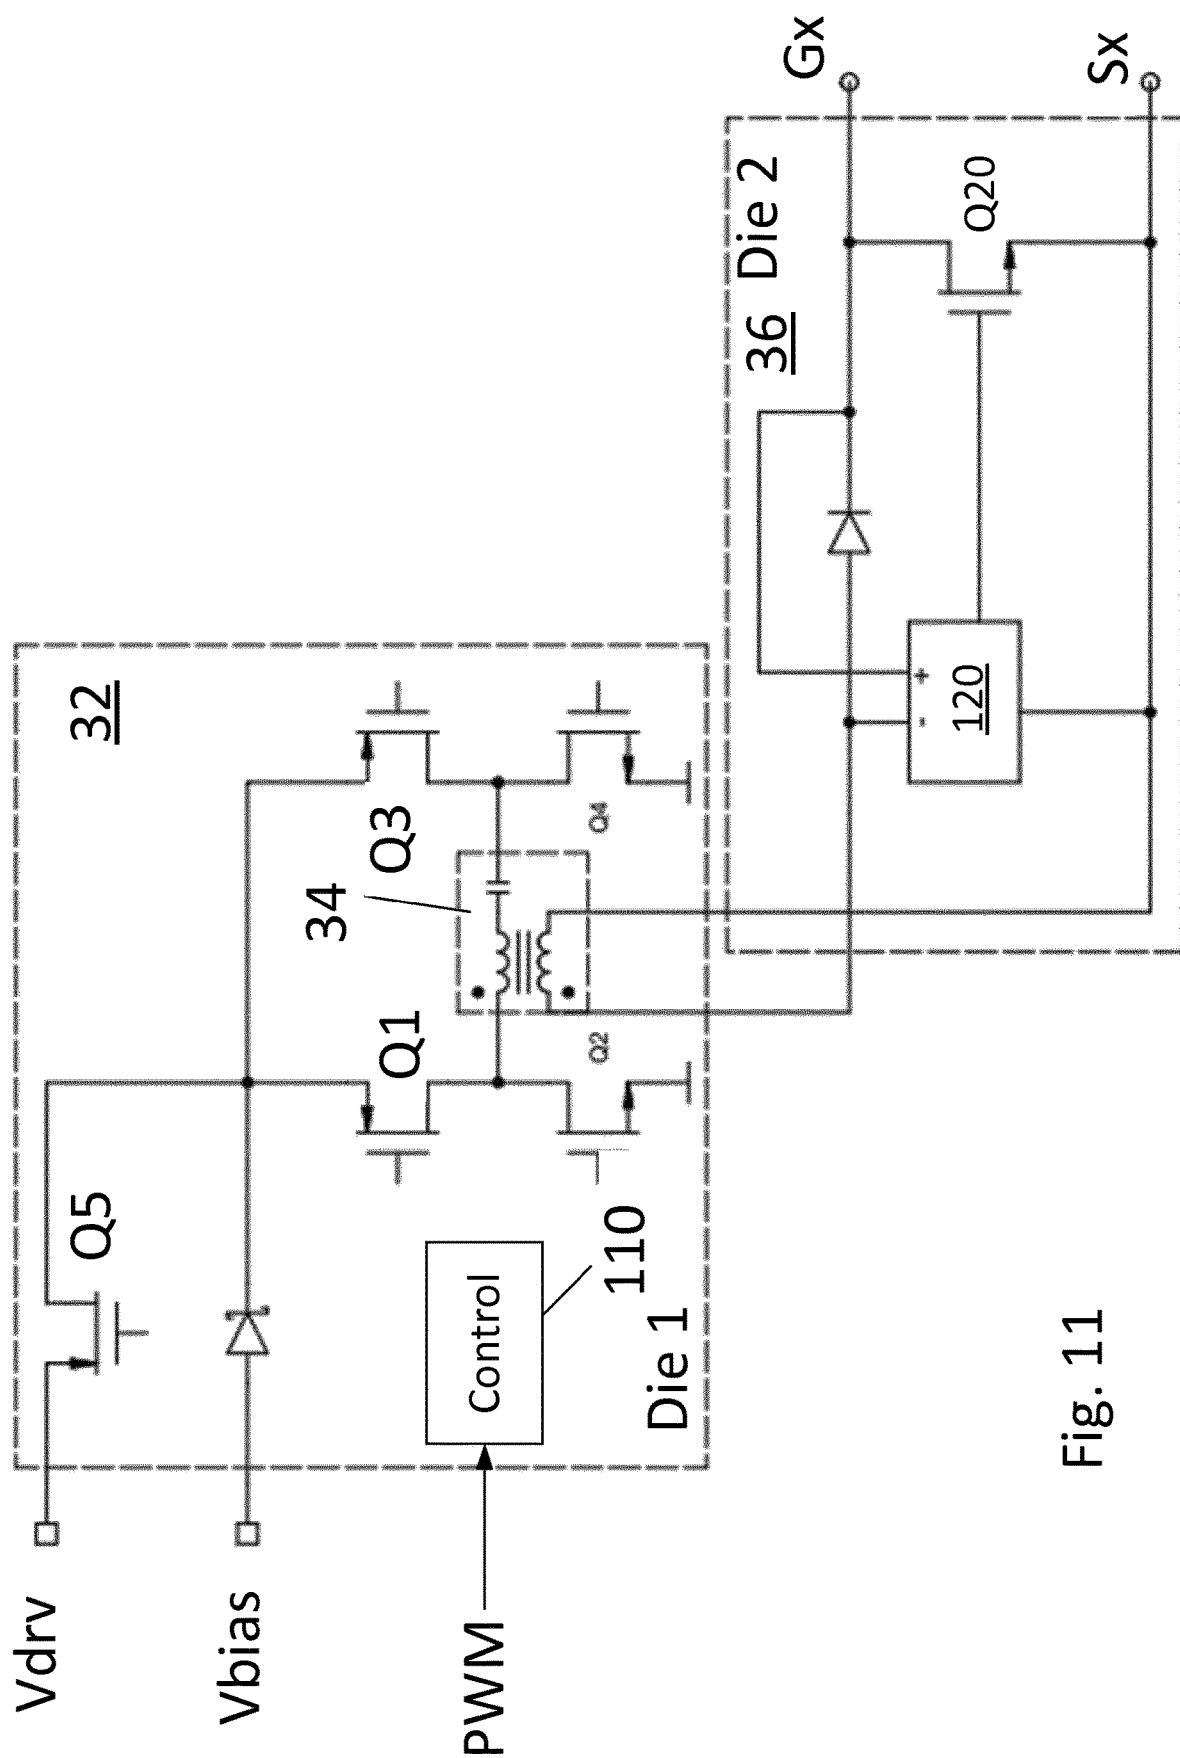 Vdrv
Q5
32
Vbias
Q1
Q3
34
PWM
Control
110
Q2
Q4
Die 1
36
Die 2
Gx
120
+
-
Q20
Sx
Fig. 11